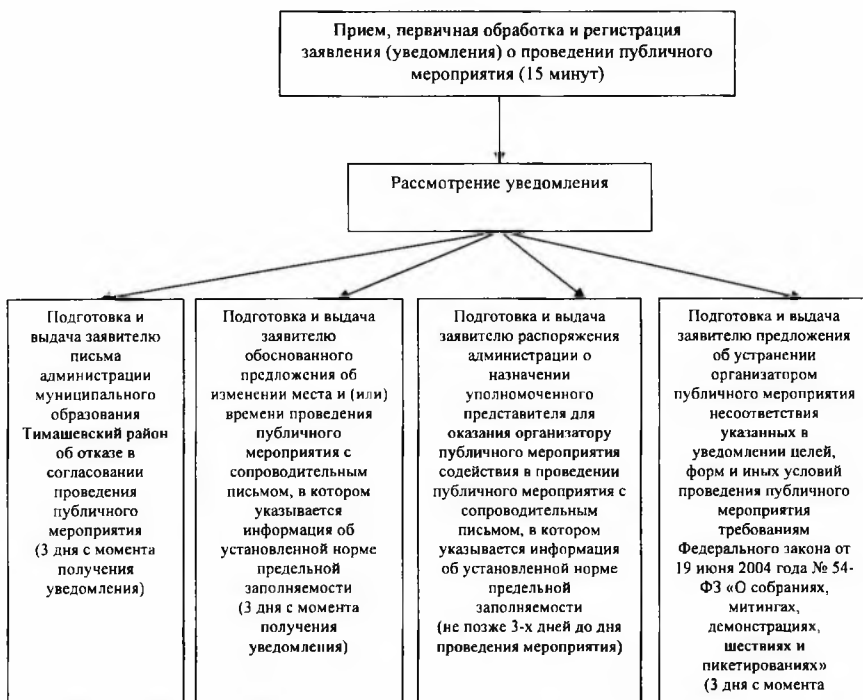 Прием, первичная обработка и регистрация
заявления (уведомления) о проведении публичного
мероприятия (15 минут)
Рассмотрение уведомления
Подготовка и
выдача заявителю
письма
администрации
муниципального
образования
Тимашевский район
об отказе в
согласовании
проведения
публичного
мероприятия
(3 дня с момента
получения
уведомления)
Подготовка и выдача
заявителю
обоснованного
предложения об
изменении места и (или)
времени проведения
публичного
мероприятия с
сопроводительным
письмом, в котором
указывается
информация об
установленной норме
предельной
заполняемости
(3 дня с момента
получения
уведомления)
Подготовка и выдача
заявителю распоряжения
администрации о
назначении
уполномоченного
представителя для
оказания организатору
публичного мероприятия
содействия в проведении
публичного мероприятия с
сопроводительным
письмом, в котором
указывается информация
об установленной норме
предельной
заполняемости
(не позже 3-х дней до дня
проведения мероприятия)
Подготовка и выдача
заявителю предложения
об устранении
организатором
публичного мероприятия
несоответствия
указанных в
уведомлении целей,
форм и иных условий
проведения публичного
мероприятия
требованиям
Федерального закона от
19 июня 2004 года № 54-
ФЗ «О собраниях,
митингах,
демонстрациях,
шествиях и
пикетированиях»
(3 дня с момента